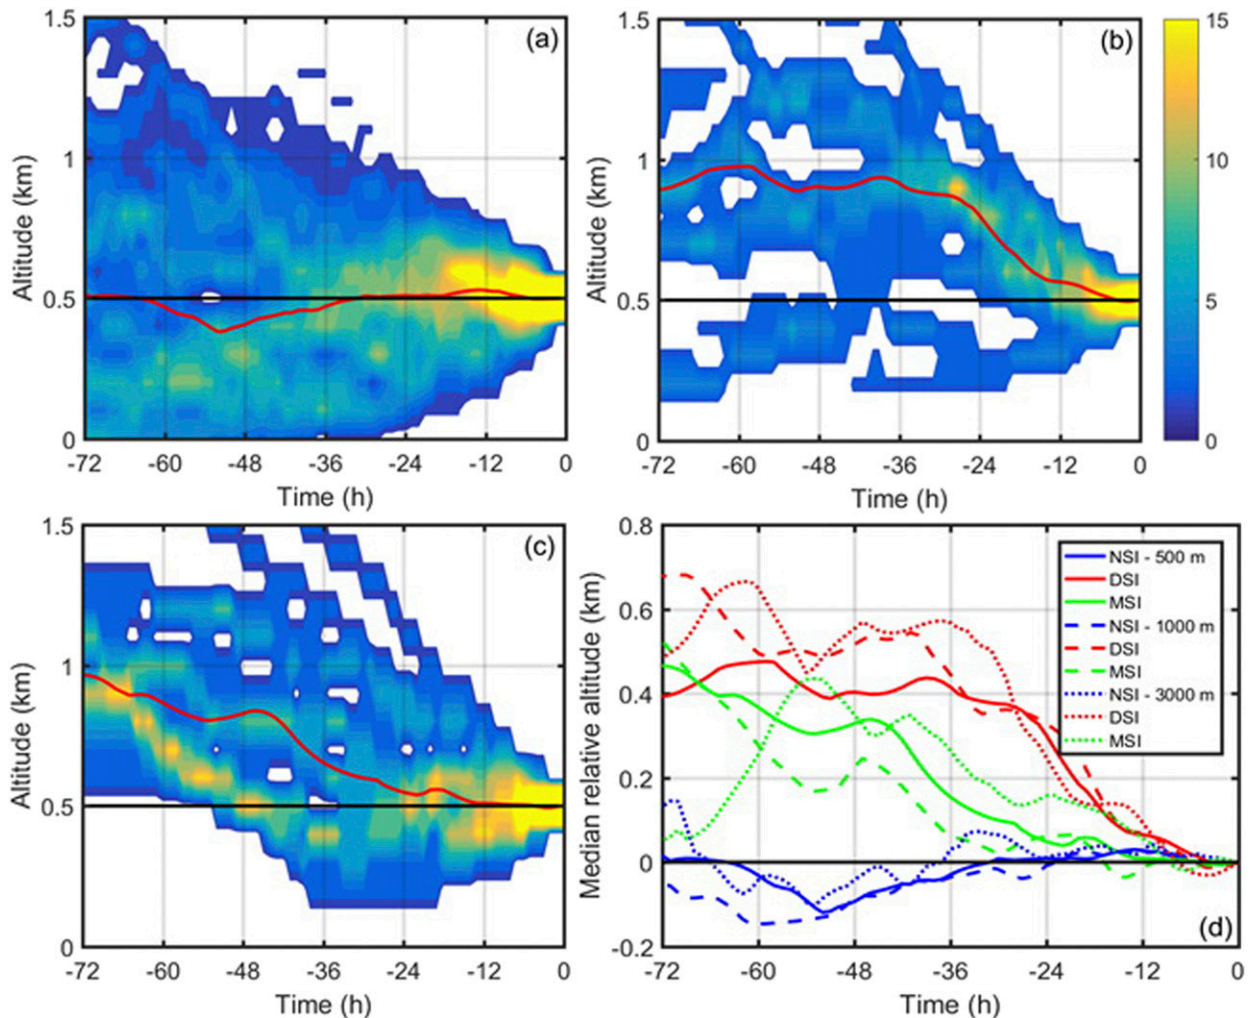 (a)
1.5
1
0.5
0
Altitude (km)
-72 -60 -48 -36 -24 -12 0
Time (h)
(b)
1.5
1
0.5
0
Altitude (km)
-72 -60 -48 -36 -24 -12 0
Time (h)
15
10
5
0
(c)
1.5
1
0.5
0
Altitude (km)
-72 -60 -48 -36 -24 -12 0
Time (h)
0.8
0.6
0.4
0.2
0
-0.2
Median relative altitude (km)
NSI - 500 m
DSI
MSI
NSI - 1000 m
DSI
MSI
NSI - 3000 m
DSI
MSI
(d)
-72 -60 -48 -36 -24 -12 0
Time (h)